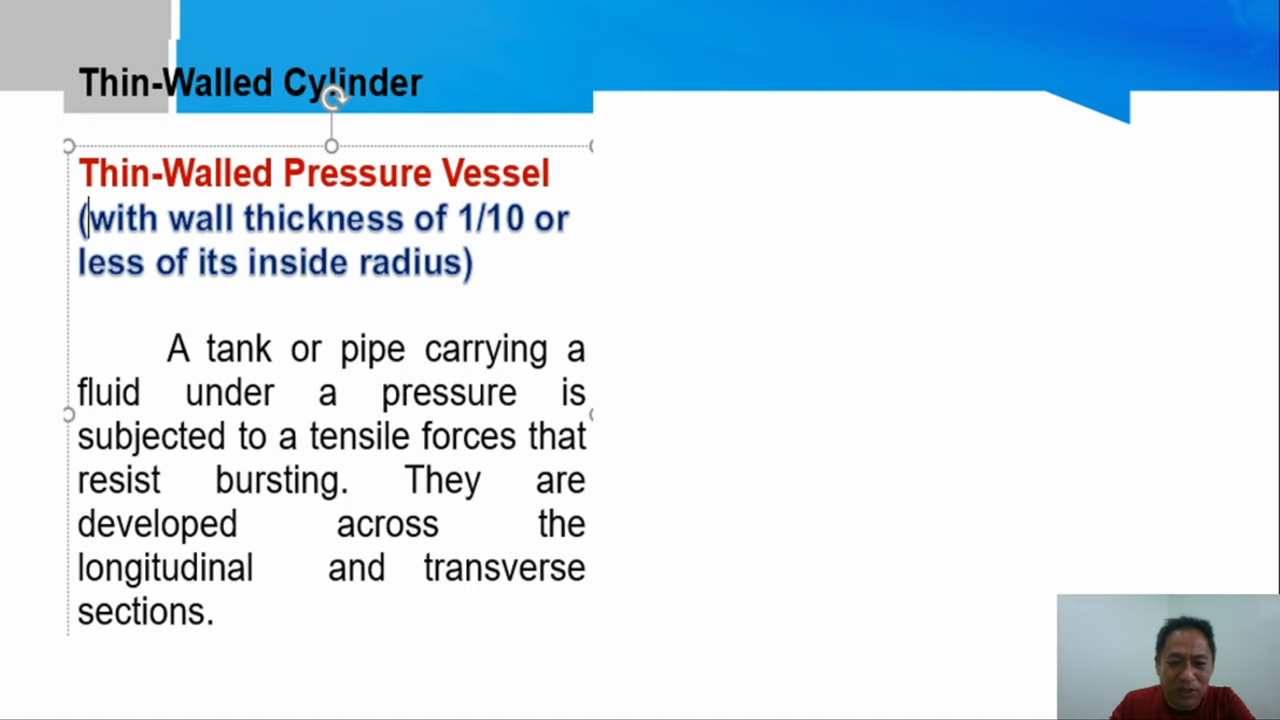 Thin-Walled Cylinder
Thin-Walled Pressure Vessel
(with wall thickness of 1/10 or
less of its inside radius)
A tank or pipe carrying a
fluid under a pressure is
subjected to a tensile forces that
resist bursting. They are
developed across the
longitudinal and transverse
sections.